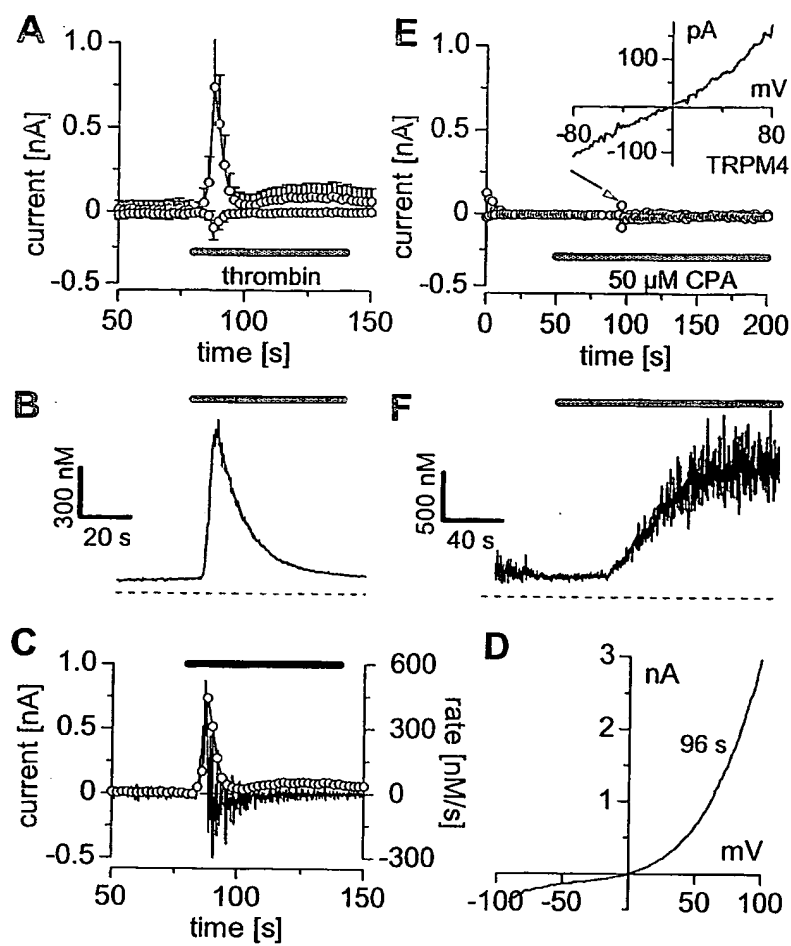 A
1.0
0.5
0
-0.5
current [nA]
thrombin
50
100
150
time [s]
E
1.0
0.5
0
-0.5
current [nA]
pA
100
mV
-80
80
-100
TRPM4
50 µM CPA
0
50
100
150
200
time [s]
B
300 nM
20 s
F
500 nM
40 s
C
1.0
0.5
0
-0.5
current [nA]
600
300
0
-300
rate [nM/s]
50
100
150
time [s]
D
3
nA
2
96 s
1
mV
-100
-50
0
50
100